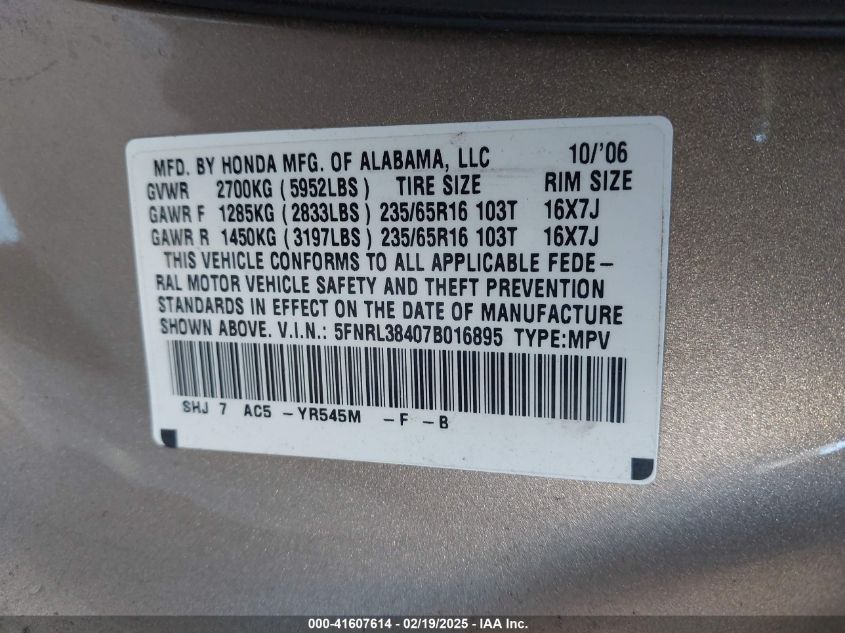 MFD. BY HONDA MFG. OF ALABAMA, LLC 10/'06
GVWR 2700KG (5952LBS) TIRE SIZE RIM SIZE
GAWR F 1285KG (2833LBS) 235/65R16 103T 16X7J
GAWR R 1450KG (3197LBS) 235/65R16 103T 16X7J
THIS VEHICLE CONFORMS TO ALL APPLICABLE FEDE-
RAL MOTOR VEHICLE SAFETY AND THEFT PREVENTION
STANDARDS IN EFFECT ON THE DATE OF MANUFACTURE
SHOWN ABOVE. V.I.N.: 5FNRL38407B016895 TYPE:MPV
SHJ 7 AC5 -YR545M -F -B
000-41607614 - 02/19/2025 - IAA Inc.